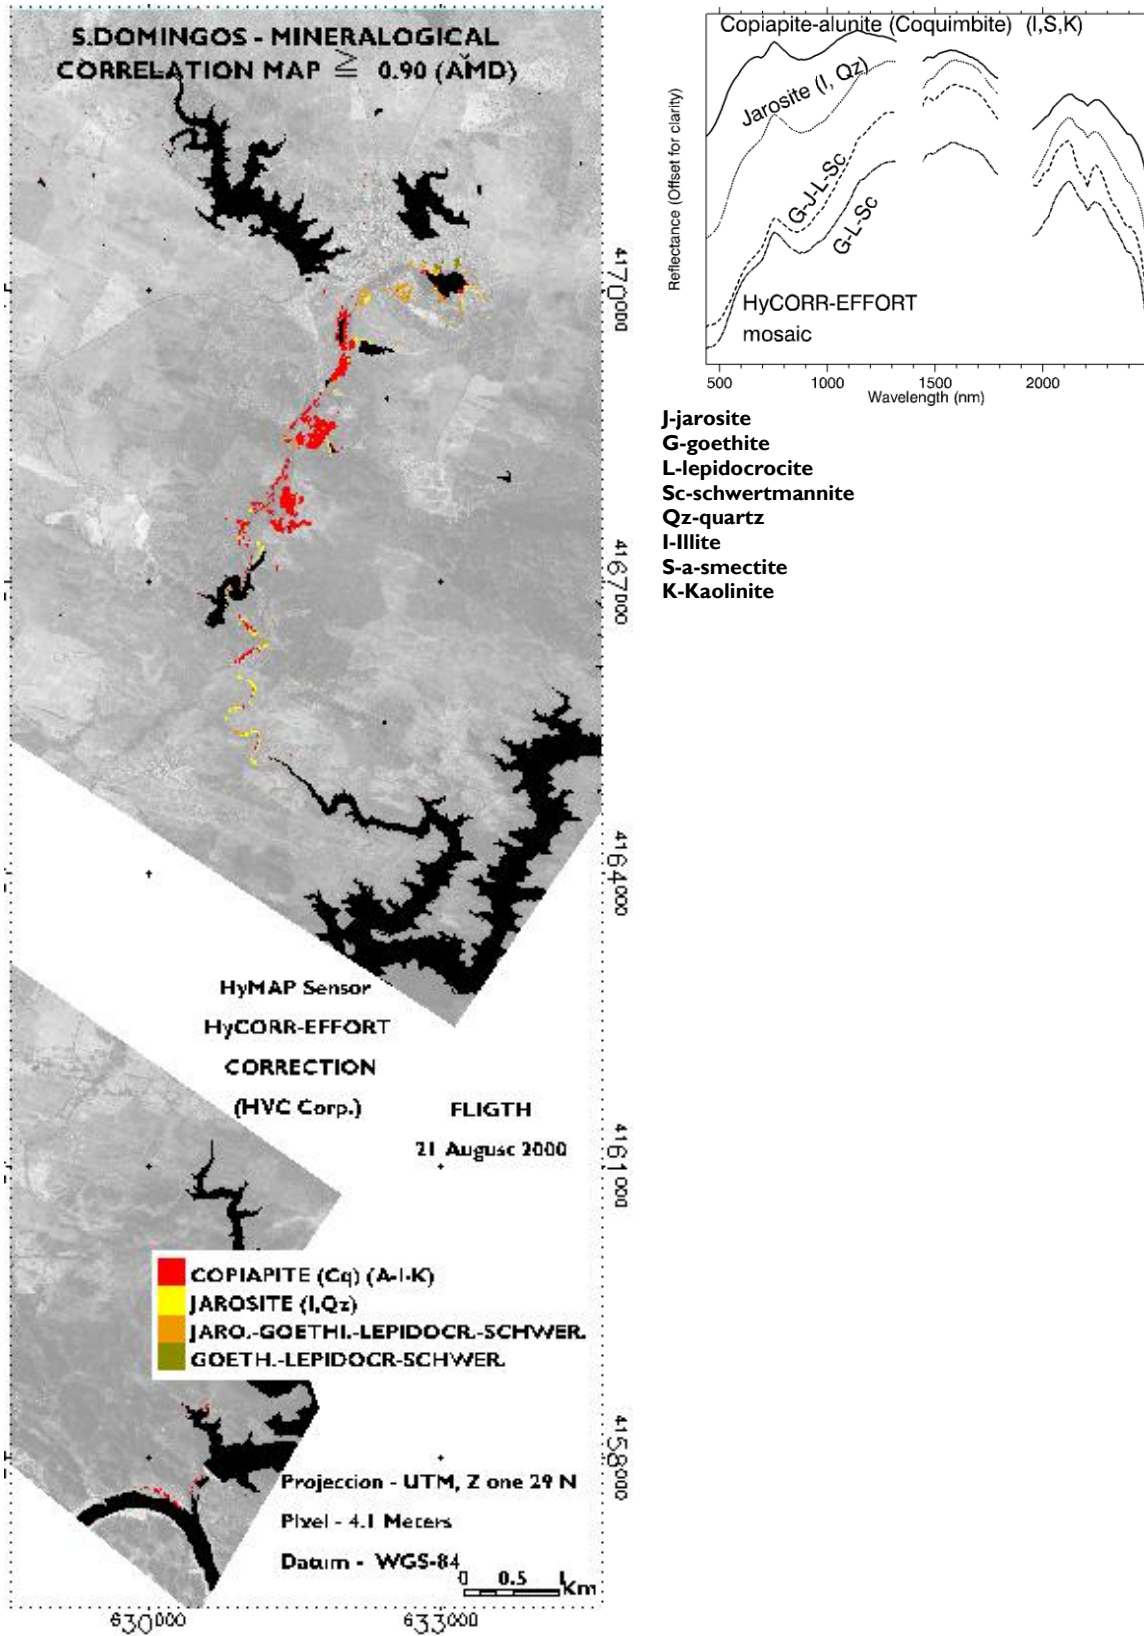 S.DOMINGOS - MINERALOGICAL
CORRELATION MAP ≧ 0.90 (AMD)
4170000
4167000
4164000
4161000
4158000
HyMAP Sensor
HyCORR-EFFORT
CORRECTION
(HVC Corp.)
FLIGTH
21 August 2000
COPIAPITE (Cq) (A-I-K)
JAROSITE (I,Qz)
JARO.-GOETHI.-LEPIDOCR.-SCHWER.
GOETH.-LEPIDOCR-SCHWER.
Projeccion - UTM, Z one 29 N
Pixel - 4.1 Meters
Datum - WGS-84
0 0.5 1
Km
630000 633000
Copiapite-alunite (Coquimbite) (I,S,K)
Jarosite (I, Qz)
G-J-L-Sc
G-L-Sc
HyCORR-EFFORT
mosaic
Reflectance (Offset for clarity)
500 1000 1500 2000
Wavelength (nm)
J-jarosite
G-goethite
L-lepidocrocite
Sc-schwertmannite
Qz-quartz
I-Illite
S-a-smectite
K-Kaolinite